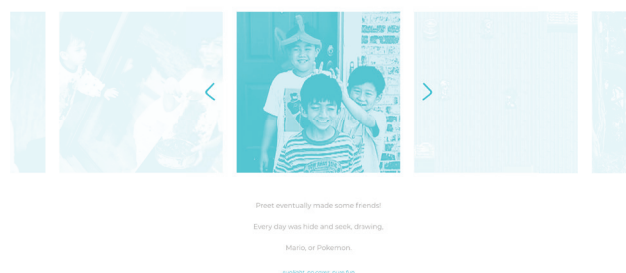 Preet eventually made some friends!
Every day was hide and seek, drawing,
Mario, or Pokemon.